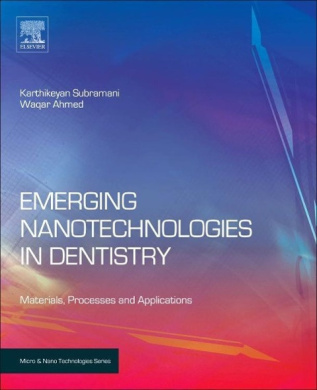 ELSEVIER
Karthikeyan Subramani
Waqar Ahmed
EMERGING
NANOTECHNOLOGIES
IN DENTISTRY
Materials, Processes and Applications
Micro & Nano Technologies Series